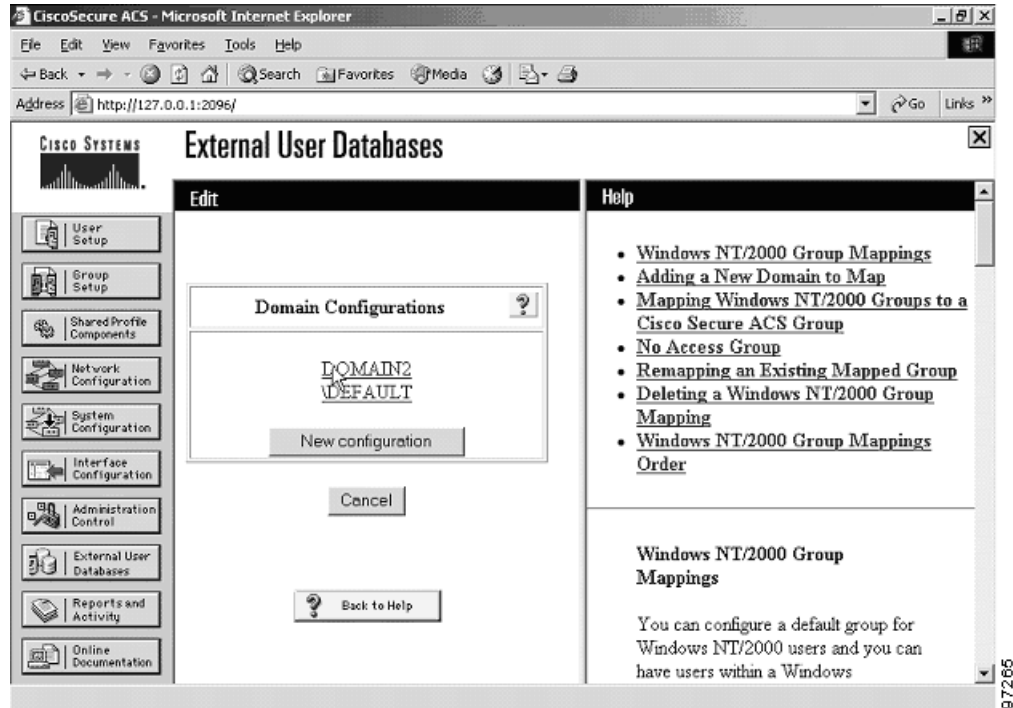 CiscoSecure ACS - Microsoft Internet Explorer
File Edit View Favorites Tools Help
Back Search Favorites Media
Address http://127.0.0.1:2096/ Go Links »
CISCO SYSTEMS
External User Databases
User
Setup
Group
Setup
Shared Profile
Components
Network
Configuration
System
Configuration
Interface
Configuration
Administration
Control
External User
Databases
Reports and
Activity
Online
Documentation
Edit
Domain Configurations ?
DOMAIN2
\DEFAULT
New configuration
Cancel
? Back to Help
Help
• Windows NT/2000 Group Mappings
• Adding a New Domain to Map
• Mapping Windows NT/2000 Groups to a
Cisco Secure ACS Group
• No Access Group
• Remapping an Existing Mapped Group
• Deleting a Windows NT/2000 Group
Mapping
• Windows NT/2000 Group Mappings
Order
Windows NT/2000 Group
Mappings
You can configure a default group for
Windows NT/2000 users and you can
have users within a Windows
97265